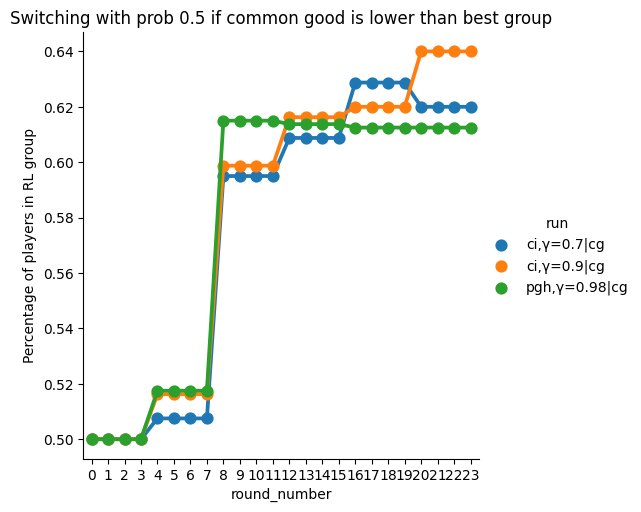 Switching with prob 0.5 if common good is lower than best group
0.64
0.62
0.60
0.58
0.56
0.54
0.52
0.50
Percentage of players in RL group
0 1 2 3 4 5 6 7 8 9 10 11 12 13 14 15 16 17 18 19 20 21 22 23
round_number
run
ci,γ=0.7|cg
ci,γ=0.9|cg
pgh,γ=0.98|cg